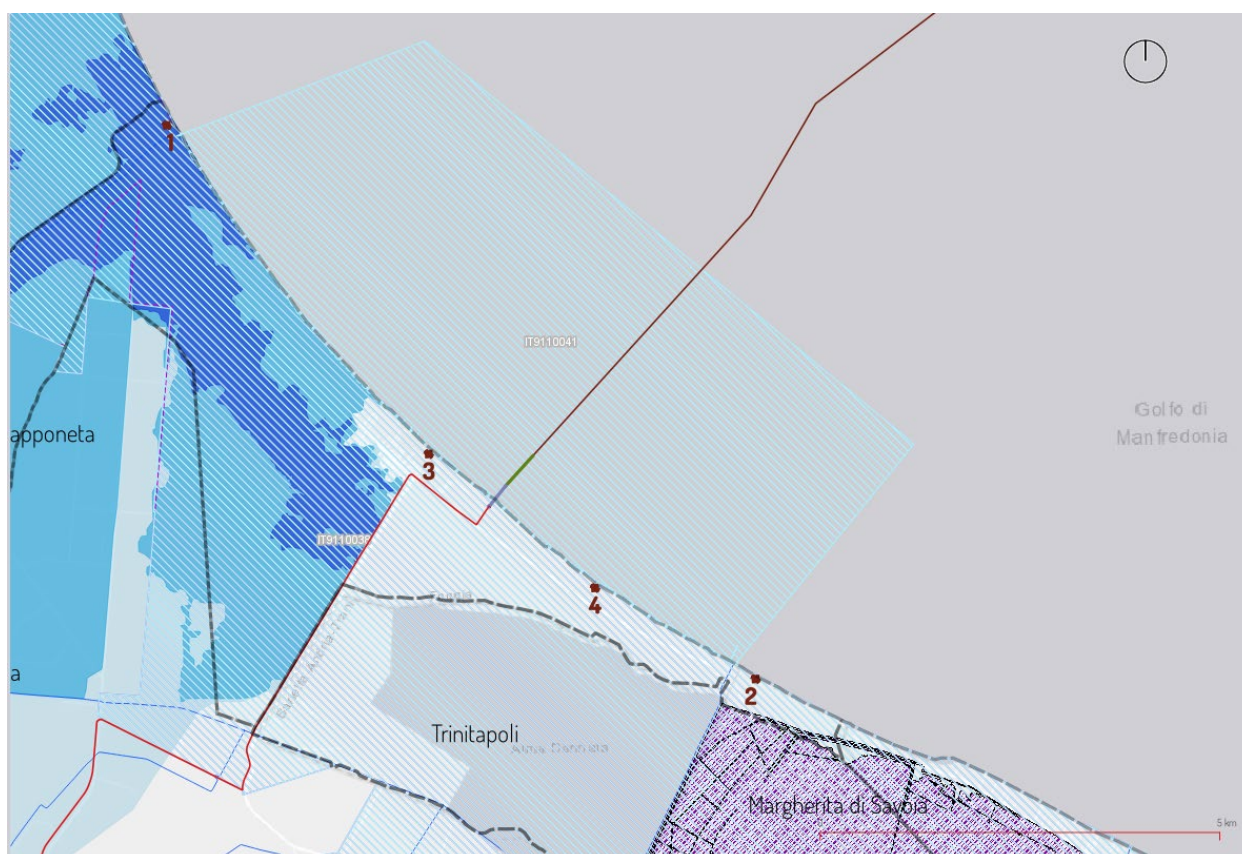 1
IT9110041
Golfo di
Manfredonia
apponeta
3
IT911003
4
a
2
Trinitapoli
Margherita di Savoia
5 km